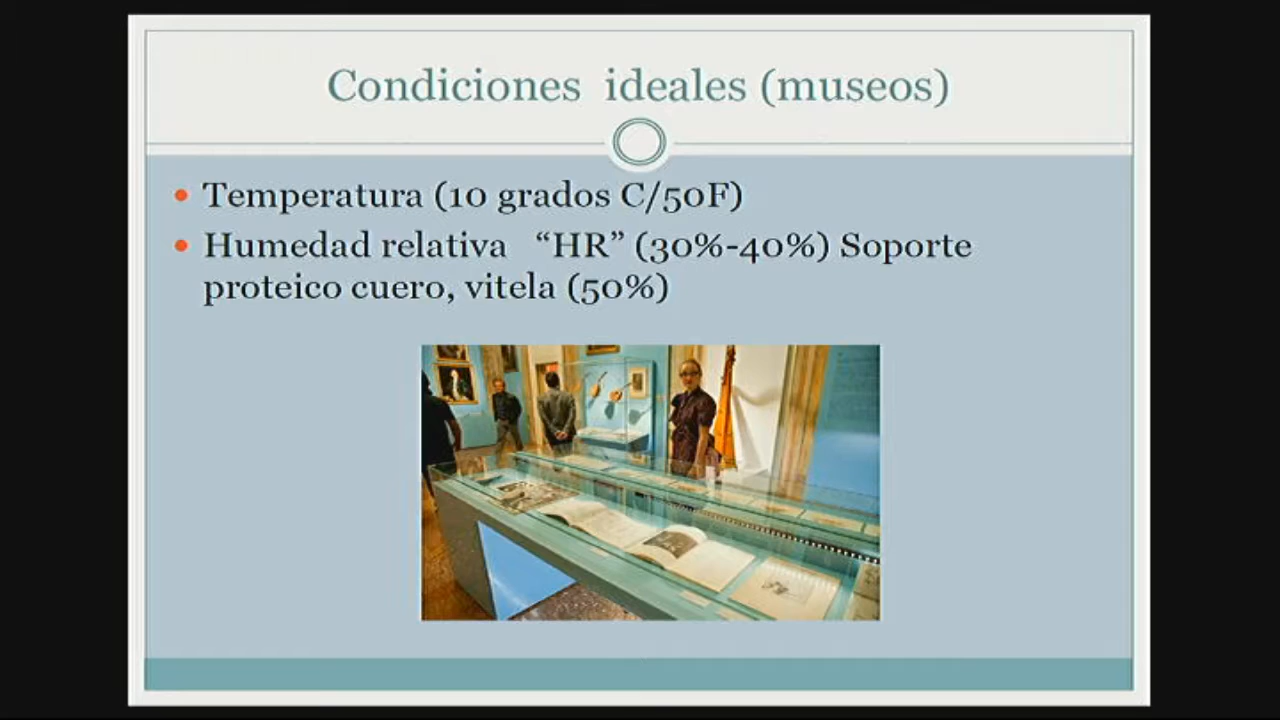 Condiciones ideales (museos)
Temperatura (10 grados C/50F)
Humedad relativa "HR" (30%-40%) Soporte
proteico cuero, vitela (50%)